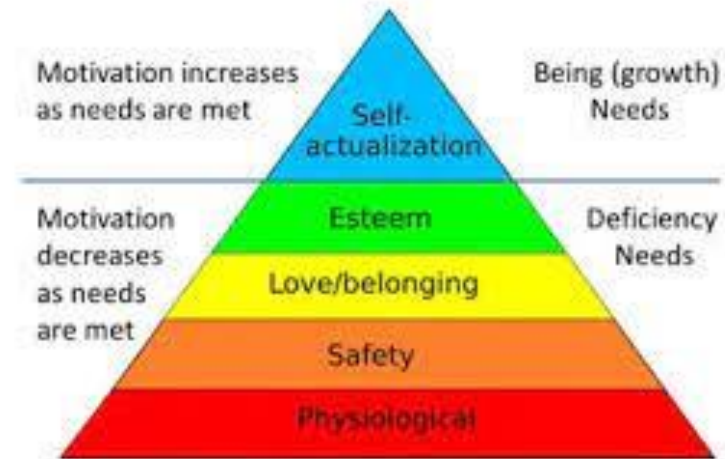 Motivation increases
as needs are met
Being (growth)
Needs
Self-
actualization
Motivation
decreases
as needs
are met
Esteem
Deficiency
Needs
Love/belonging
Safety
Physiological